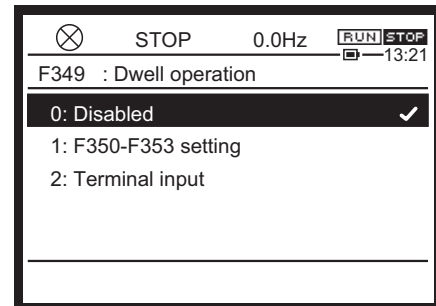 STOP 0.0Hz RUN STOP
13:21
F349 : Dwell operation
0: Disabled
1: F350-F353 setting
2: Terminal input